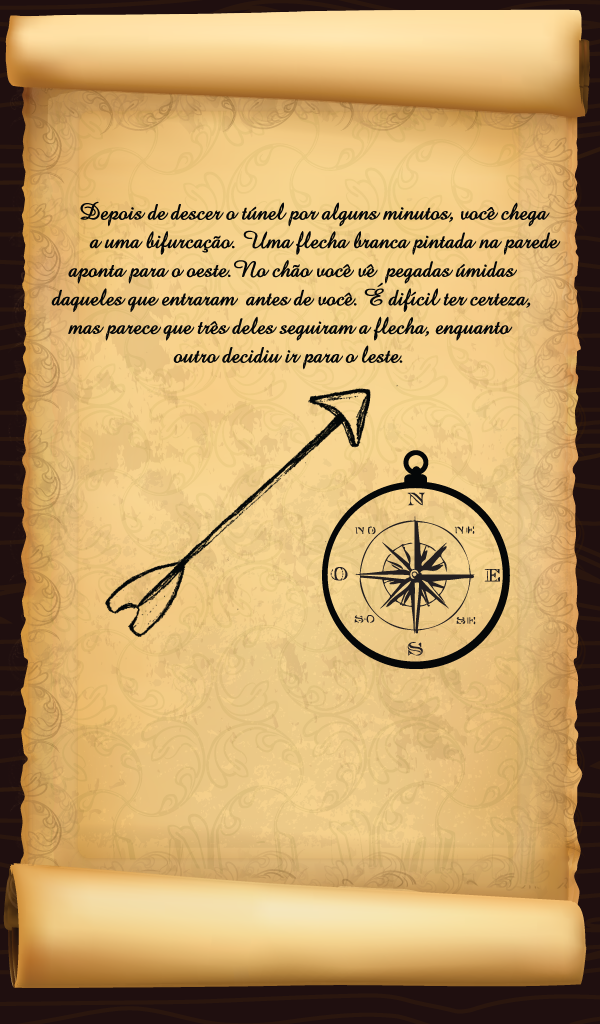 Depois de descer o túnel por alguns minutos, você chega
a uma bifurcação. Uma flecha branca pintada na parede
aponta para o oeste. No chão você vê pegadas úmidas
daqueles que entraram antes de você. É difícil ter certeza,
mas parece que três deles seguiram a flecha, enquanto
outro decidiu ir para o leste.
N
NO NE
O E
SO SE
S